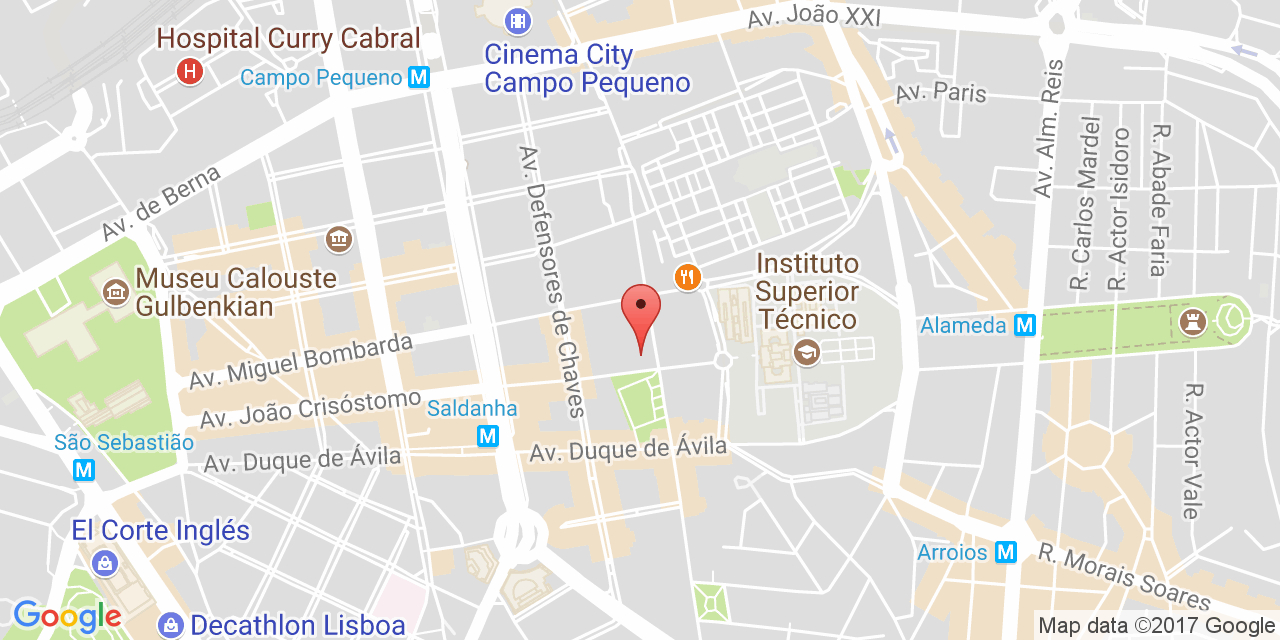 Av. João XXI
Hospital Curry Cabral
H
Campo Pequeno M
Cinema City
Campo Pequeno
Av. Paris
Av. Alm. Reis
R. Carlos Mardel
R. Actor Isidoro
R. Abade Faria
Av. de Berna
Av. Defensores de Chaves
Museu Calouste
Gulbenkian
Instituto
Superior
Técnico
Alameda M
Av. Miguel Bombarda
Av. João Crisóstomo
Saldanha
M
São Sebastião
M
Av. Duque de Ávila
Av. Duque de Ávila
R. Actor Vale
El Corte Inglés
Arroios M
R. Morais Soares
Google
Decathlon Lisboa
Map data ©2017 Google